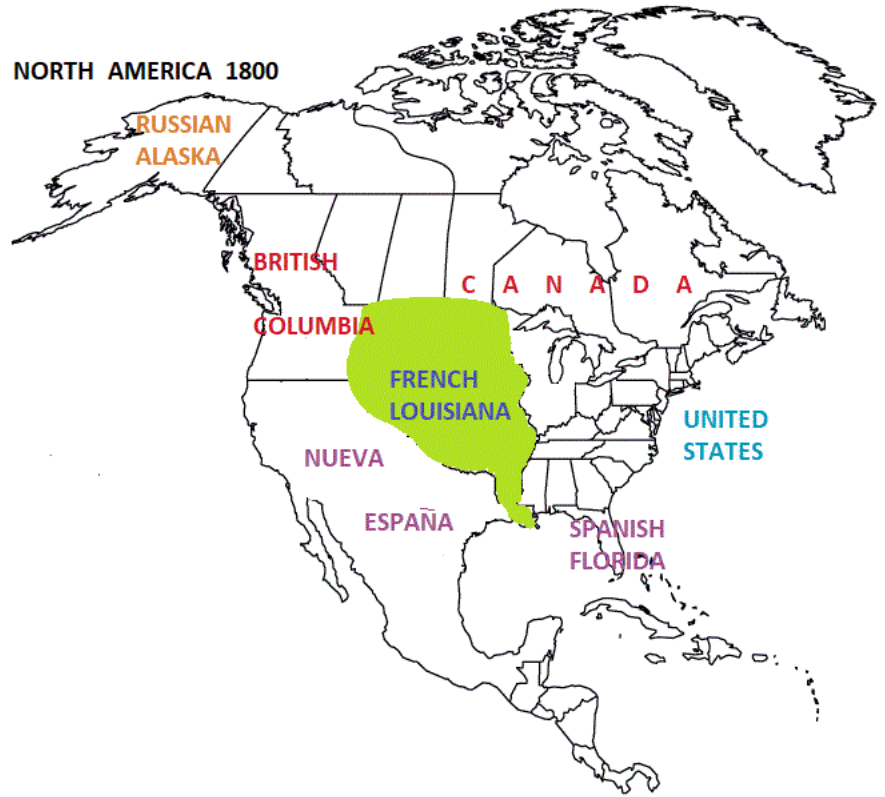 NORTH AMERICA 1800
RUSSIAN
ALASKA
BRITISH
COLUMBIA
C A N A D A
FRENCH
LOUISIANA
UNITED
STATES
NUEVA
ESPAÑA
SPANISH
FLORIDA